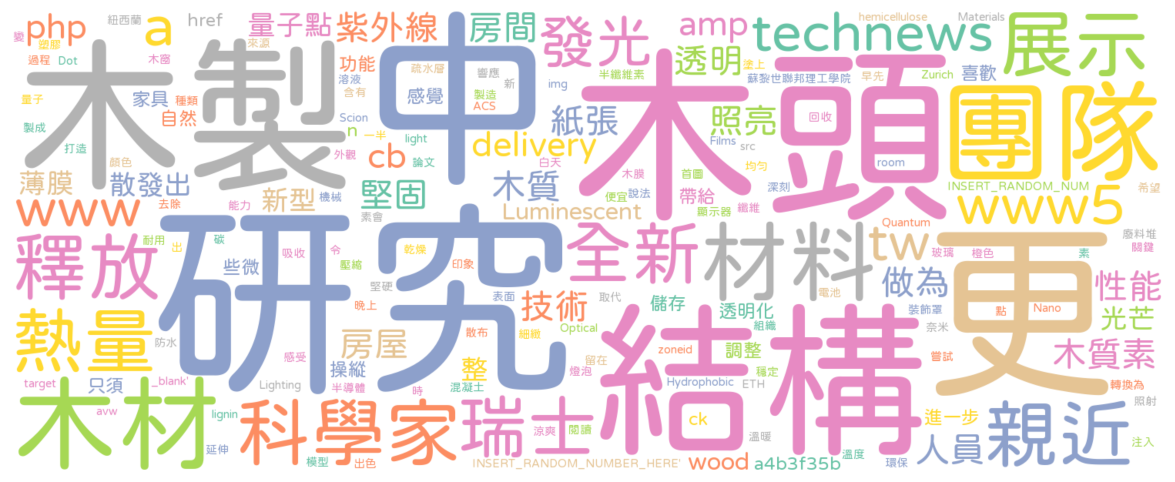 紐西蘭 href 量子點 紫外線 房間 發光 amp technews hemicellulose Materials 展示
變 php 塑膠 來源 a
過程 Dot 木窗 功能 疏水層 響應 透明 半纖維素 塗上 蘇黎世聯邦理工學院 早先 Zurich 喜歡
木製 中 木頭 團隊
量子 家具 種類 溶液 含有 感覺 製造 ACS 新 img 紙張 照亮 回收
製成 自然 n Scion 一半 light 論文 delivery Films src
打造 顏色 外觀 cb 白天 首圖 均勻 room
薄膜 散發出 新型 機械 堅固 木質 便宜 說法 木膜 帶給 深刻 INSERT_RANDOM_NUM 希望
www 去除 能力 素會 Luminescent 顯示器 纖維 Quantum www5
耐用 出 碳 吸收 令 乾燥 印象 全新 材料 tw 玻璃 橙色 素 廢料堆 關鍵
釋放 研究 些微 壓縮 堅硬 表面 取代 儲存 電池 做為 更 性能
熱量 晚上 技術 透明化 裝飾罩 點 Nano 光芒
防水 房屋 感受 散布 細緻 Optical 組織 奈米
操縱 整 留在 zoneid 調整 穩定 嘗試 木質素
target 只須 _blank' Lighting 半導體 時 混凝土 燈泡 結構 Hydrophobic ETH 轉換為 照射
木材 avw lignin 科學家 瑞士 涼爽 閱讀 ck 溫暖 進一步 親近
延伸 模型 出色 INSERT_RANDOM_NUMBER_HERE' wood a4b3f35b 溫度 人員 環保 注入